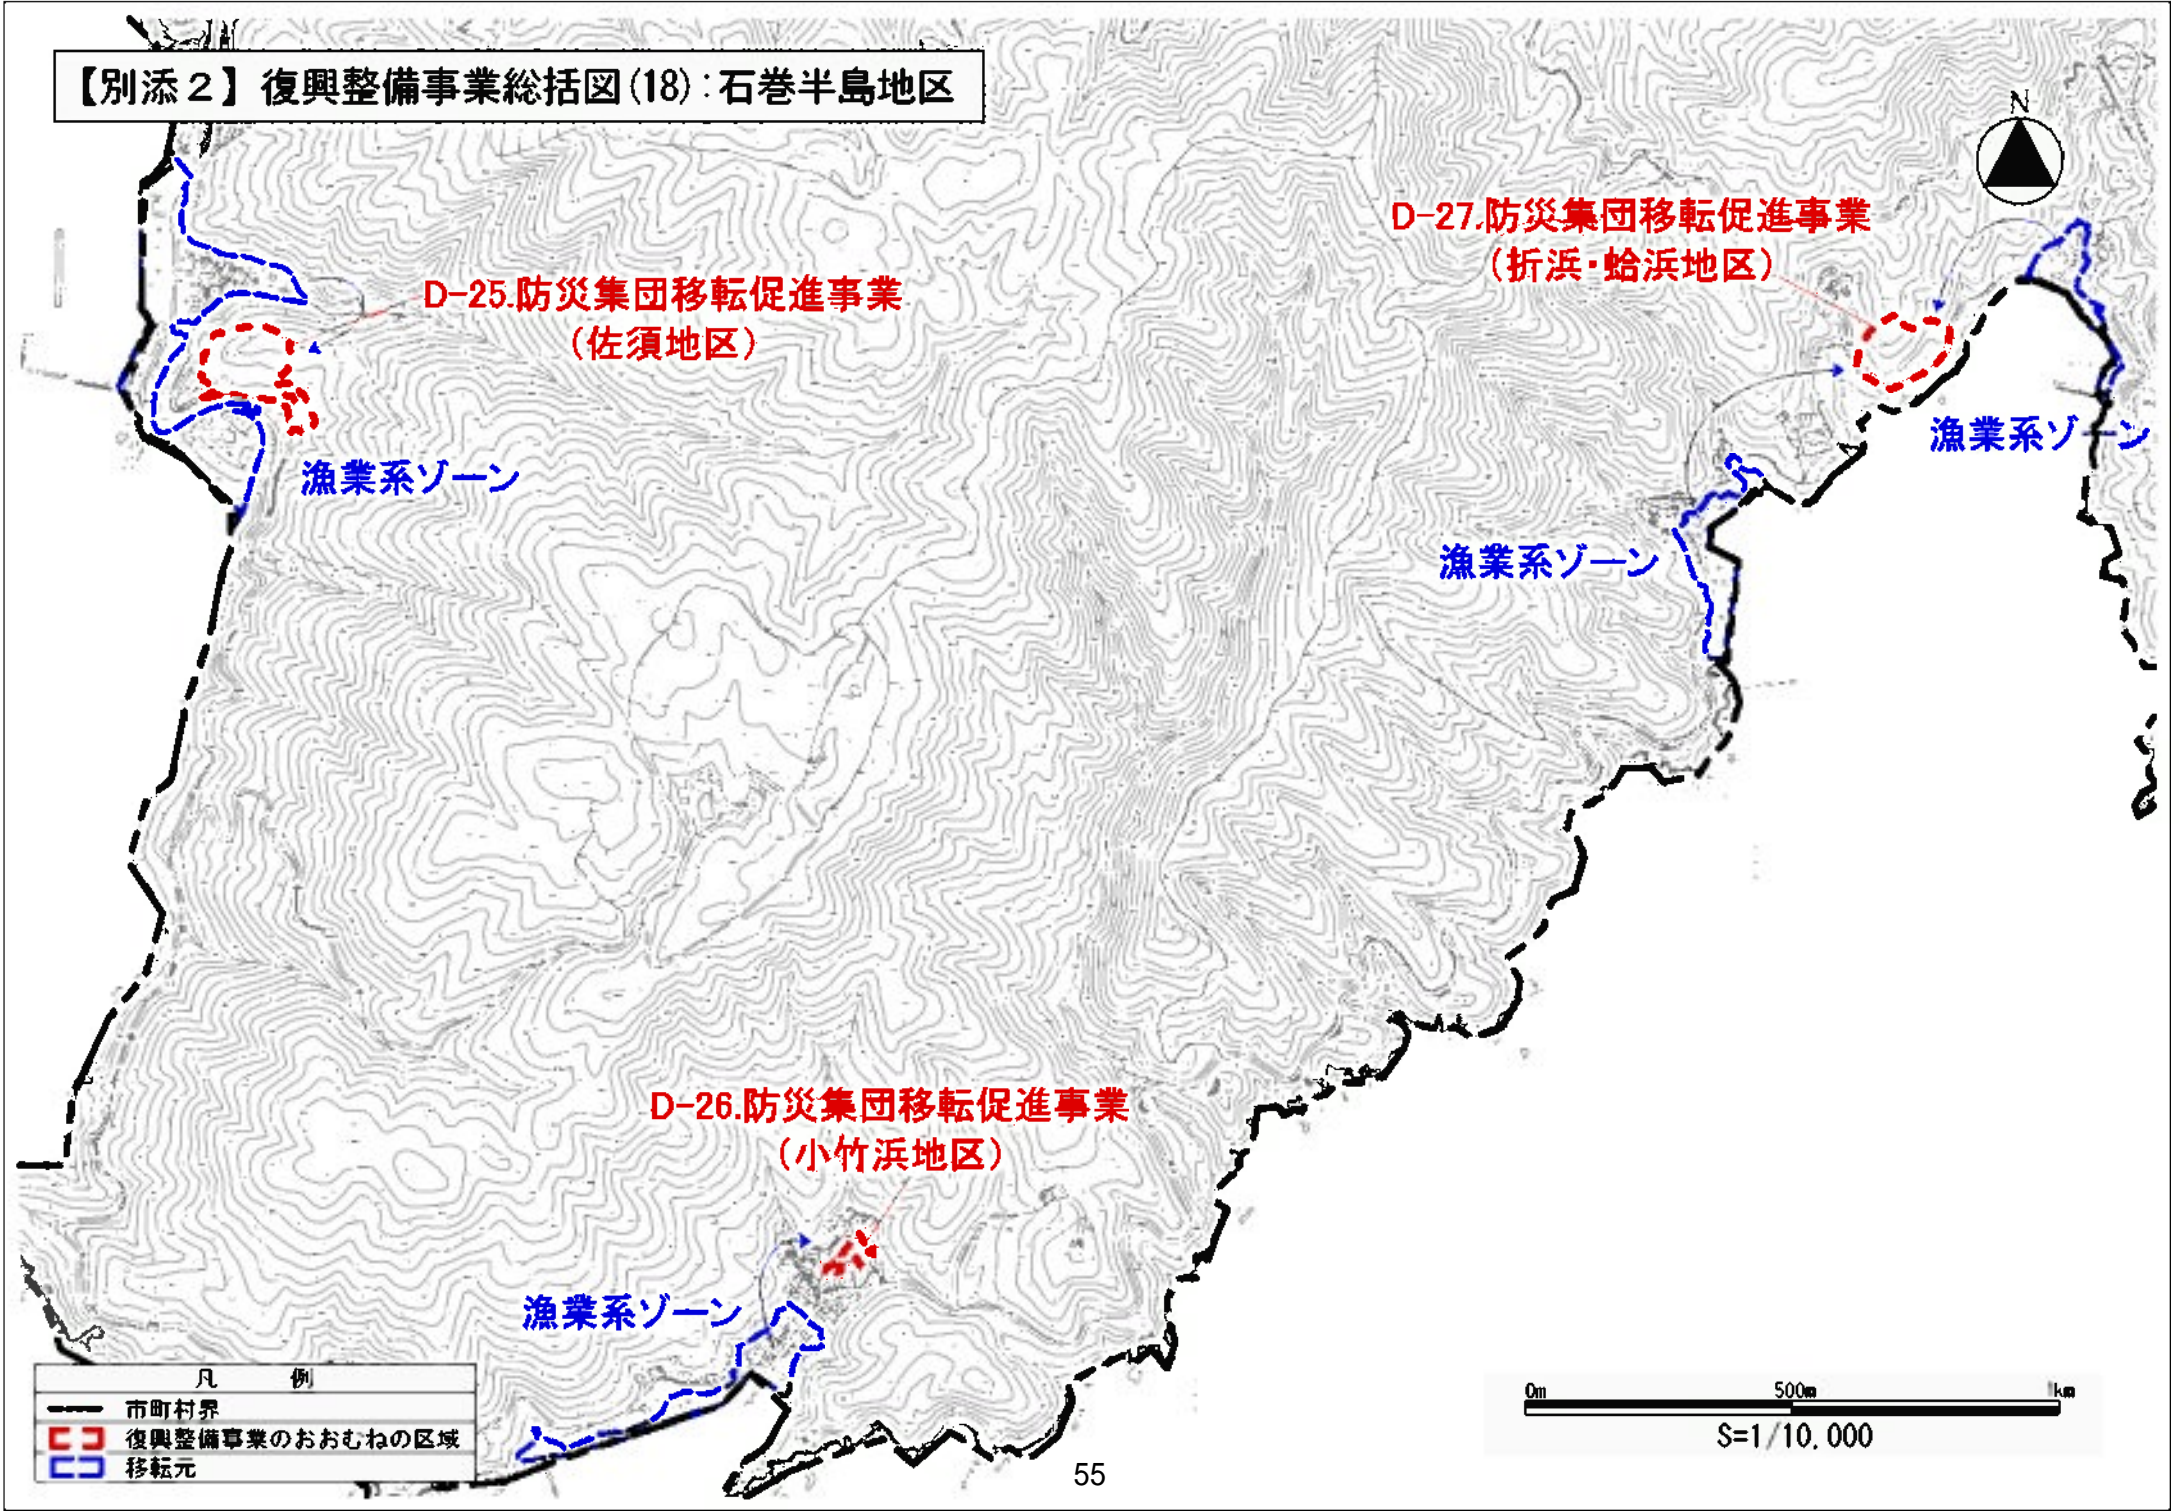 【別添2】復興整備事業総括図(18):石巻半島地区
N
D-27.防災集団移転促進事業
(折浜・蛤浜地区)
D-25.防災集団移転促進事業
(佐須地区)
漁業系ゾーン
漁業系ゾーン
漁業系ゾーン
D-26.防災集団移転促進事業
(小竹浜地区)
漁業系ゾーン
凡 例
市町村界
復興整備事業のおおむねの区域
移転元
0m 500m 1km
S=1/10,000
55